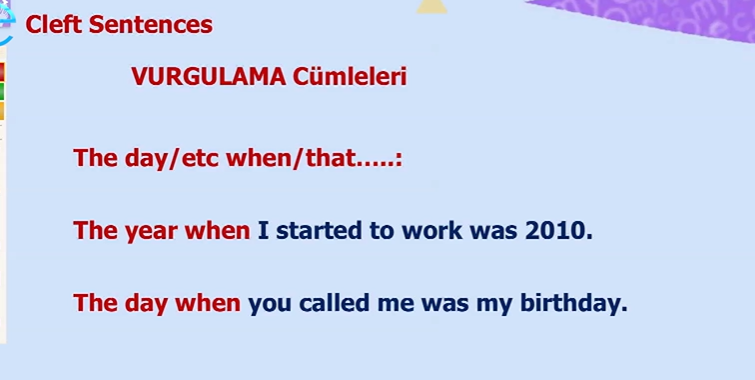 Cleft Sentences
VURGULAMA Cümleleri
The day/etc when/that.....:
The year when I started to work was 2010.
The day when you called me was my birthday.